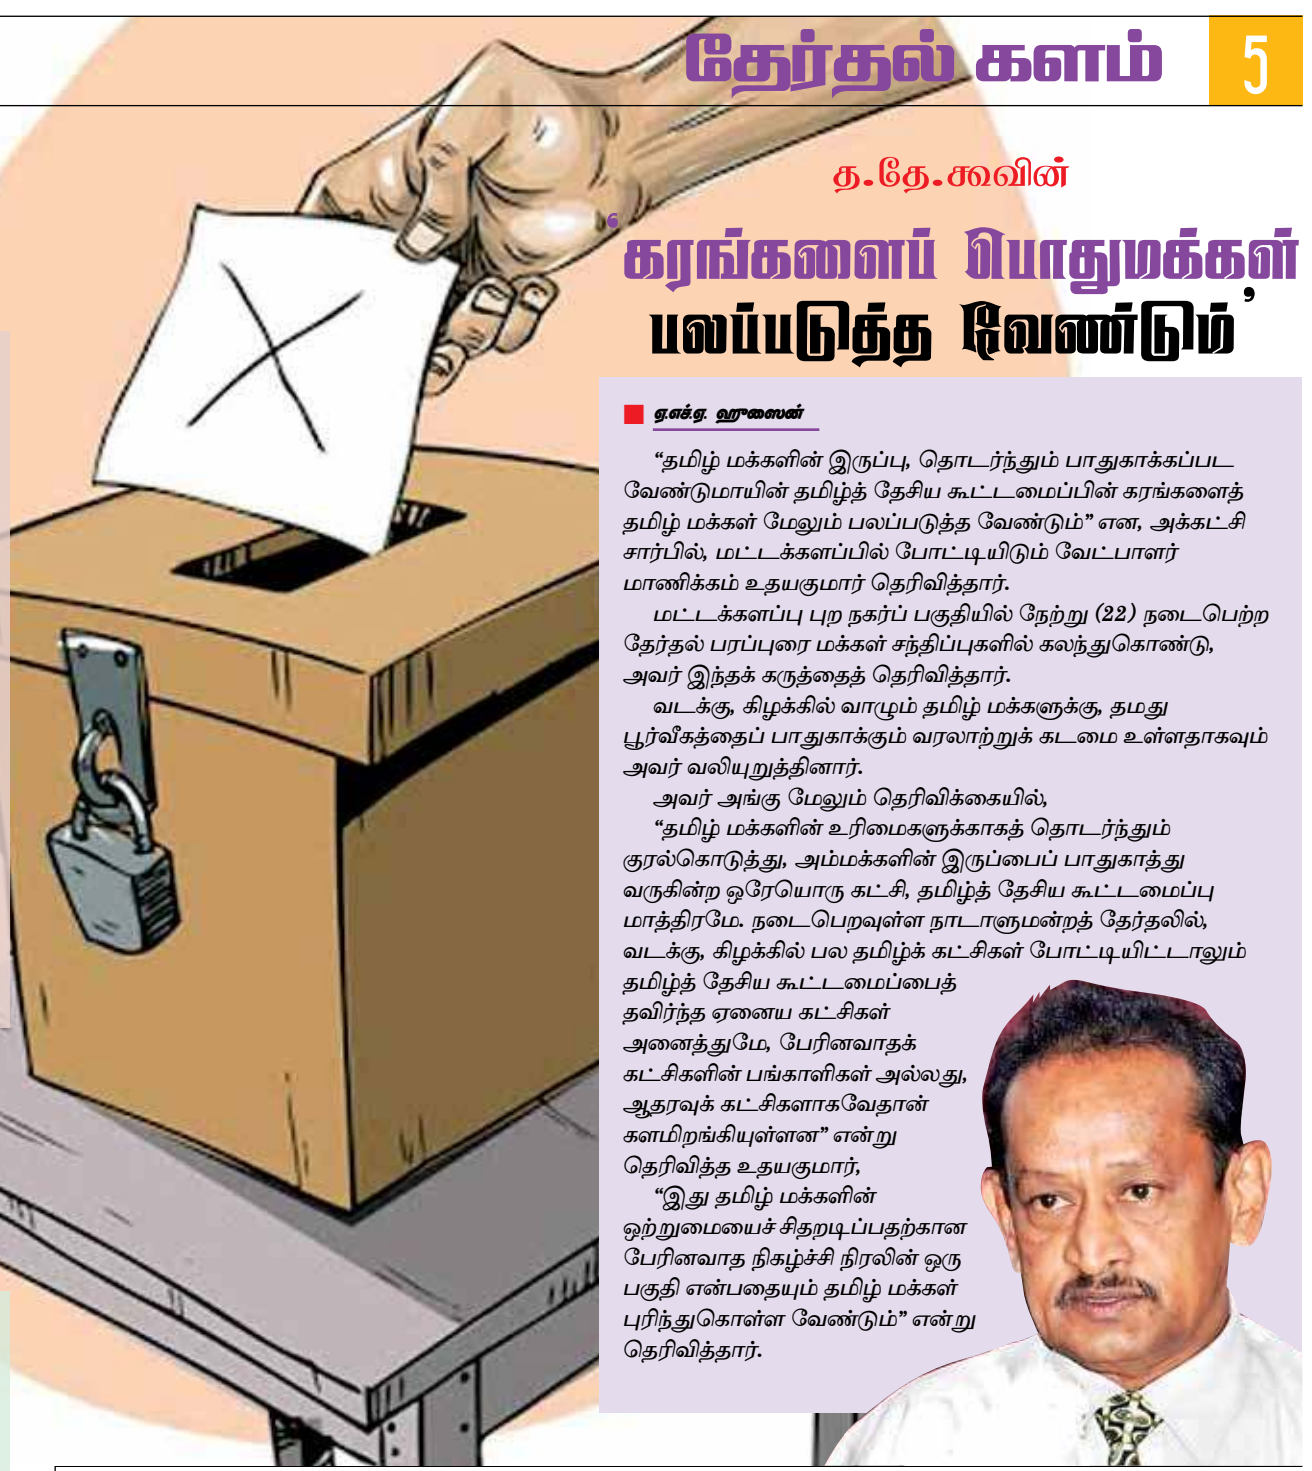 தேர்தல் களம் 5
த.தே.கூவின்
‘கரங்களைப் பொதுமக்கள்
பலப்படுத்த வேண்டும்’
ஏ.எச்.ஏ. ஹுஸைன்
“தமிழ் மக்களின் இருப்பு, தொடர்ந்தும் பாதுகாக்கப்பட
வேண்டுமாயின் தமிழ்த் தேசிய கூட்டமைப்பின் கரங்களைத்
தமிழ் மக்கள் மேலும் பலப்படுத்த வேண்டும்” என, அக்கட்சி
சார்பில், மட்டக்களப்பில் போட்டியிடும் வேட்பாளர்
மாணிக்கம் உதயகுமார் தெரிவித்தார்.
மட்டக்களப்பு புற நகர்ப் பகுதியில் நேற்று (22) நடைபெற்ற
தேர்தல் பரப்புரை மக்கள் சந்திப்புகளில் கலந்துகொண்டு,
அவர் இந்தக் கருத்தைத் தெரிவித்தார்.
வடக்கு, கிழக்கில் வாழும் தமிழ் மக்களுக்கு, தமது
பூர்வீகத்தைப் பாதுகாக்கும் வரலாற்றுக் கடமை உள்ளதாகவும்
அவர் வலியுறுத்தினார்.
அவர் அங்கு மேலும் தெரிவிக்கையில்,
“தமிழ் மக்களின் உரிமைகளுக்காகத் தொடர்ந்தும்
குரல்கொடுத்து, அம்மக்களின் இருப்பைப் பாதுகாத்து
வருகின்ற ஒரேயொரு கட்சி, தமிழ்த் தேசிய கூட்டமைப்பு
மாத்திரமே. நடைபெறவுள்ள நாடாளுமன்றத் தேர்தலில்,
வடக்கு, கிழக்கில் பல தமிழ்க் கட்சிகள் போட்டியிட்டாலும்
தமிழ்த் தேசிய கூட்டமைப்பைத்
தவிர்ந்த ஏனைய கட்சிகள்
அனைத்துமே, பேரினவாதக்
கட்சிகளின் பங்காளிகள் அல்லது,
ஆதரவுக் கட்சிகளாகவேதான்
களமிறங்கியுள்ளன” என்று
தெரிவித்த உதயகுமார்,
“இது தமிழ் மக்களின்
ஒற்றுமையைச் சிதறடிப்பதற்கான
பேரினவாத நிகழ்ச்சி நிரலின் ஒரு
பகுதி என்பதையும் தமிழ் மக்கள்
புரிந்துகொள்ள வேண்டும்” என்று
தெரிவித்தார்.